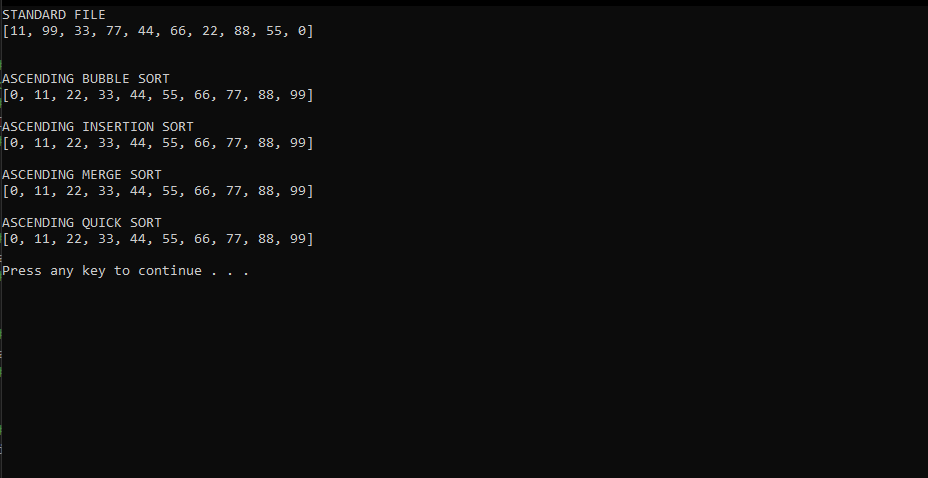 STANDARD FILE
[11, 99, 33, 77, 44, 66, 22, 88, 55, 0]
ASCENDING BUBBLE SORT
[0, 11, 22, 33, 44, 55, 66, 77, 88, 99]
ASCENDING INSERTION SORT
[0, 11, 22, 33, 44, 55, 66, 77, 88, 99]
ASCENDING MERGE SORT
[0, 11, 22, 33, 44, 55, 66, 77, 88, 99]
ASCENDING QUICK SORT
[0, 11, 22, 33, 44, 55, 66, 77, 88, 99]
Press any key to continue . . .